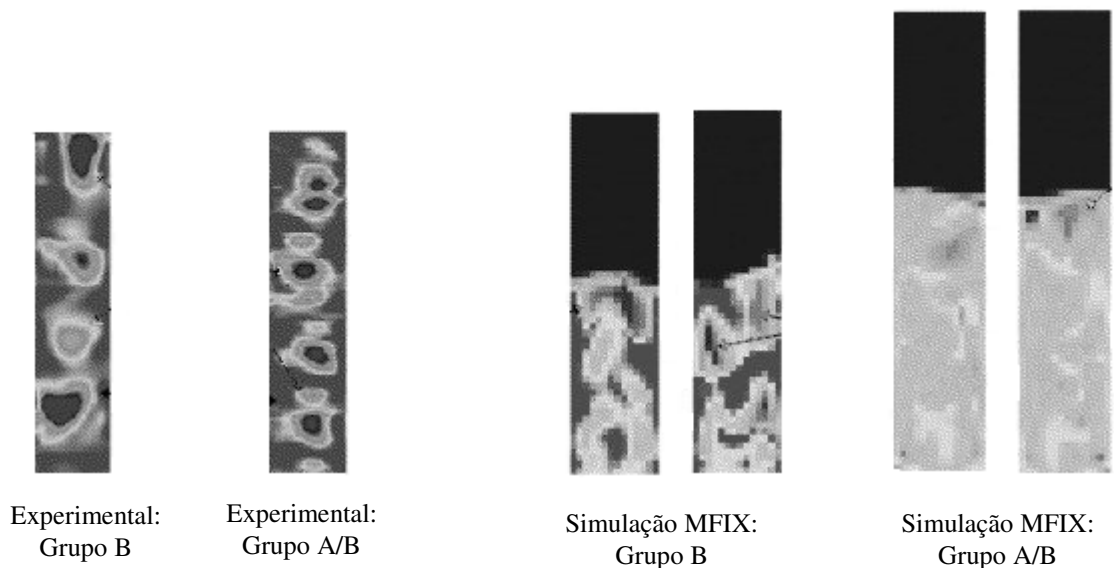 Experimental:
Grupo B
Experimental:
Grupo A/B
Simulação MFIX:
Grupo B
Simulação MFIX:
Grupo A/B